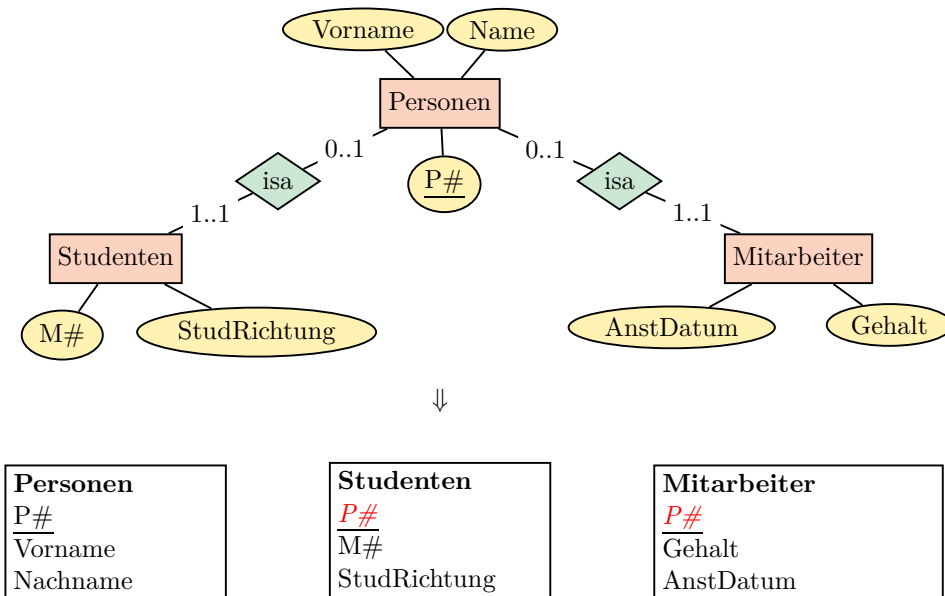 Vorname Name
Personen
0..1 0..1
isa P# isa
1..1 1..1
Studenten Mitarbeiter
M# StudRichtung AnstDatum Gehalt
⇓
Personen
P#
Vorname
Nachname
Studenten
P#
M#
StudRichtung
Mitarbeiter
P#
Gehalt
AnstDatum